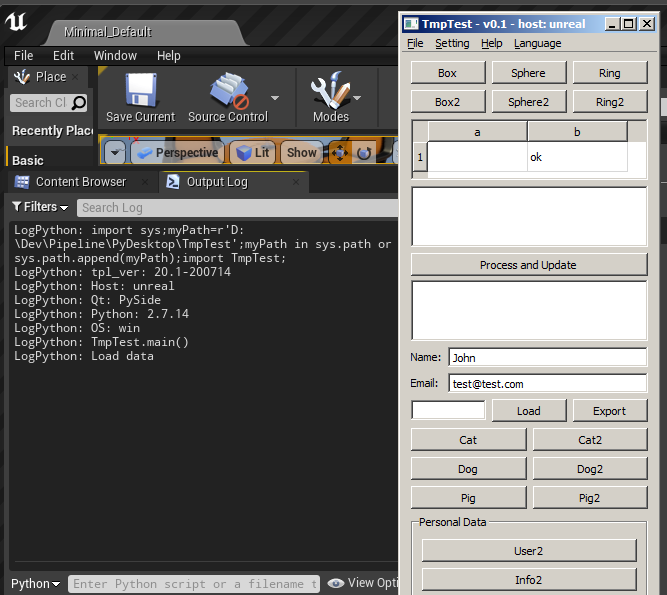 Minimal_Default
File Edit Window Help
Place
Search Cl
Recently Place
Basic
Save Current Source Control Modes
Perspective Lit Show
Content Browser Output Log
Filters Search Log
LogPython: import sys;myPath=r'D:
\Dev\Pipeline\PyDesktop\TmpTest';myPath in sys.path or
sys.path.append(myPath);import TmpTest;
LogPython: tpl_ver: 20.1-200714
LogPython: Host: unreal
LogPython: Qt: PySide
LogPython: Python: 2.7.14
LogPython: OS: win
LogPython: TmpTest.main()
LogPython: Load data
Python Enter Python script or a filename t View Opti
TmpTest - v0.1 - host: unreal
File Setting Help Language
Box Sphere Ring
Box2 Sphere2 Ring2
a b
1 ok
Process and Update
Name: John
Email: test@test.com
Load Export
Cat Cat2
Dog Dog2
Pig Pig2
Personal Data
User2
Info2